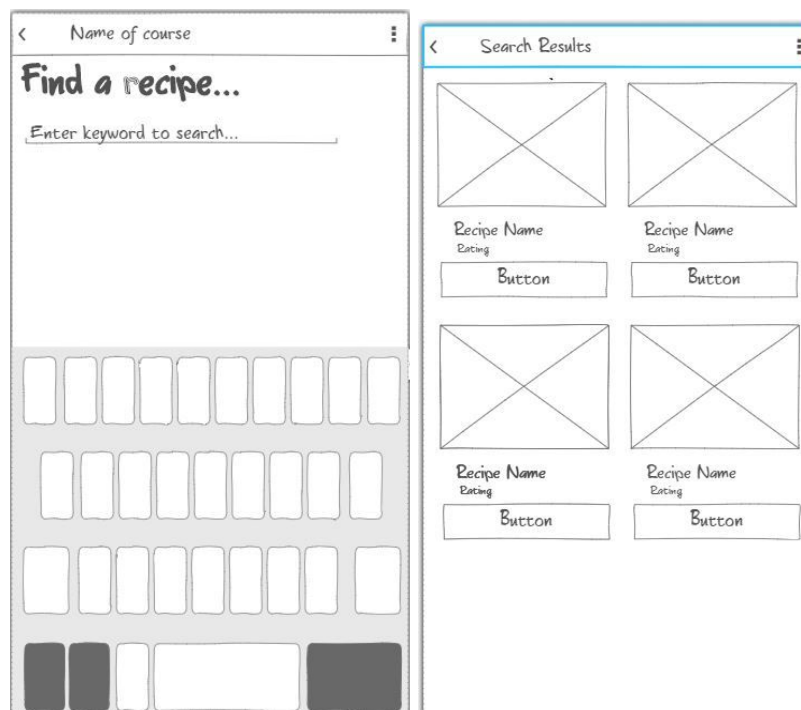 Name of course
Find a recipe...
Enter keyword to search...
Search Results
Recipe Name
Rating
Button
Recipe Name
Rating
Button
Recipe Name
Rating
Button
Recipe Name
Rating
Button